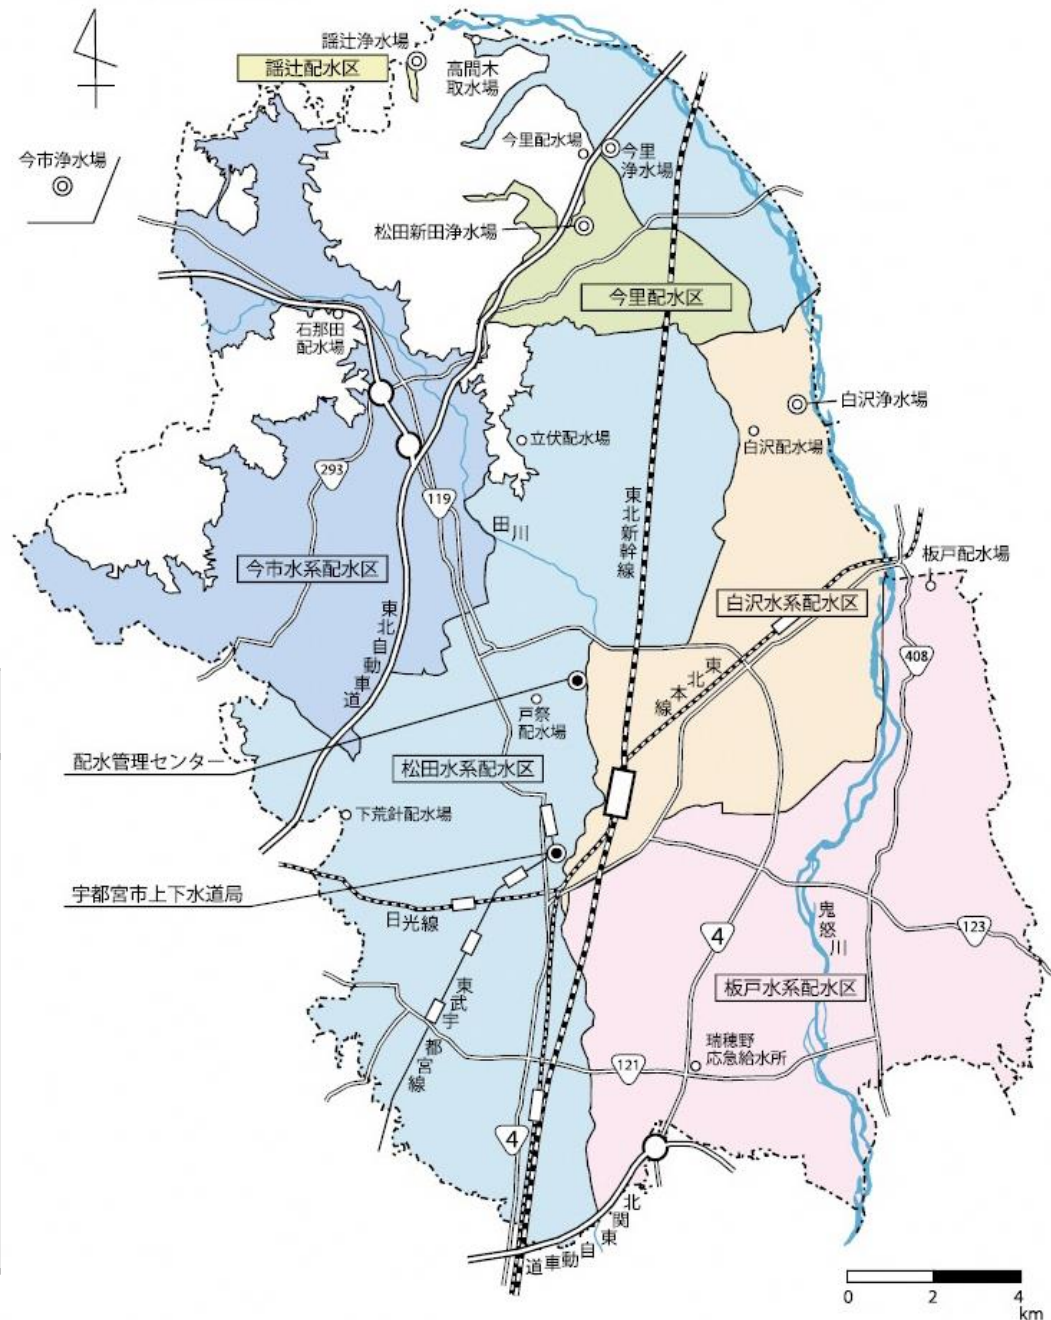 謡辻浄水場
謡辻配水区
高間木
取水場
今市浄水場
今里配水場
今里
浄水場
松田新田浄水場
今里配水区
石那田
配水場
白沢浄水場
立伏配水場
白沢配水場
293
119
東北新幹線
田川
板戸配水場
今市水系配水区
白沢水系配水区
東北自動車道
408
東北本線
戸祭
配水場
配水管理センター
松田水系配水区
下荒針配水場
宇都宮市上下水道局
日光線
鬼怒川
4
123
東武宇都宮線
板戸水系配水区
瑞穂野
応急給水所
121
4
北関東自動車道
0 2 4
km